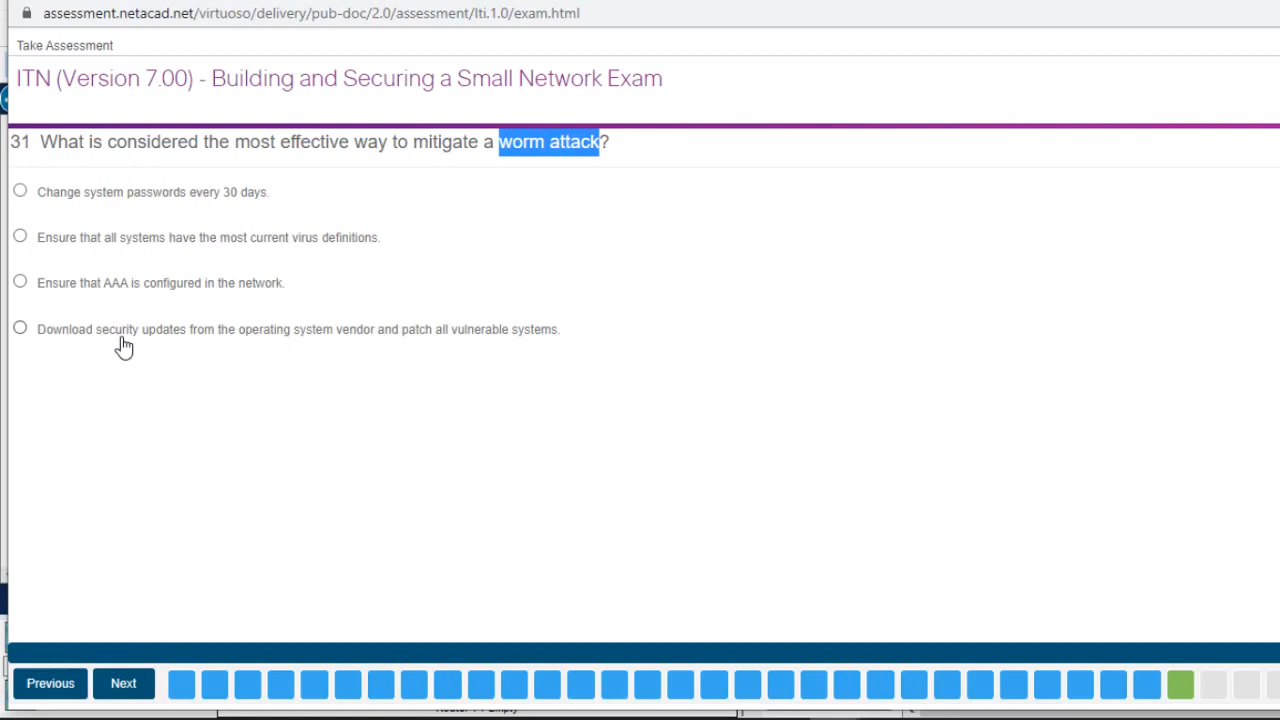 assessment.netacad.net/virtuoso/delivery/pub-doc/2.0/assessment/lti.1.0/exam.html
Take Assessment
ITN (Version 7.00) - Building and Securing a Small Network Exam
31 What is considered the most effective way to mitigate a worm attack?
Change system passwords every 30 days.
Ensure that all systems have the most current virus definitions.
Ensure that AAA is configured in the network.
Download security updates from the operating system vendor and patch all vulnerable systems.
Previous Next